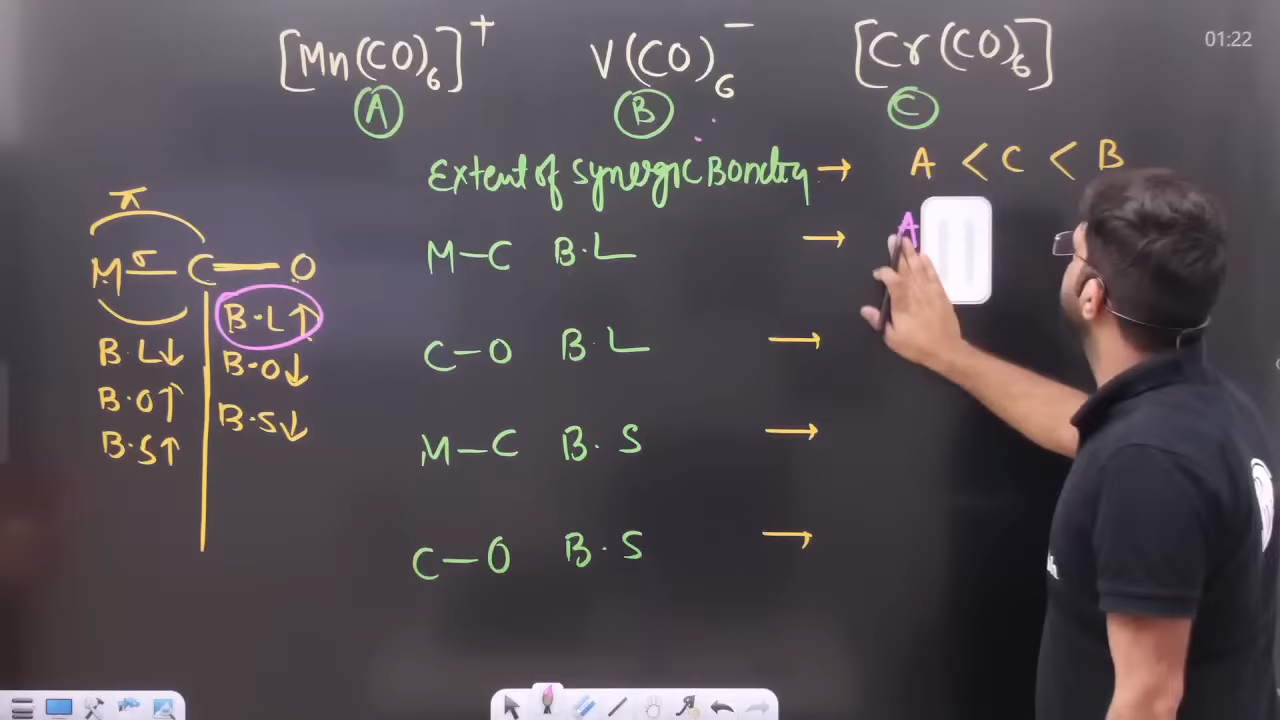 [Mn(CO)₆]⁺ V(CO)₆⁻ [Cr(CO)₆]
01:22
A B C
Extent of Synergic Bonding → A < C < B
π
M σ C = O
M-C B.L → A
B.L↑
B.L↓
C-O B.L →
B.O↓
B.O↑
B.S↓
B.S↑
M-C B.S →
C-O B.S →